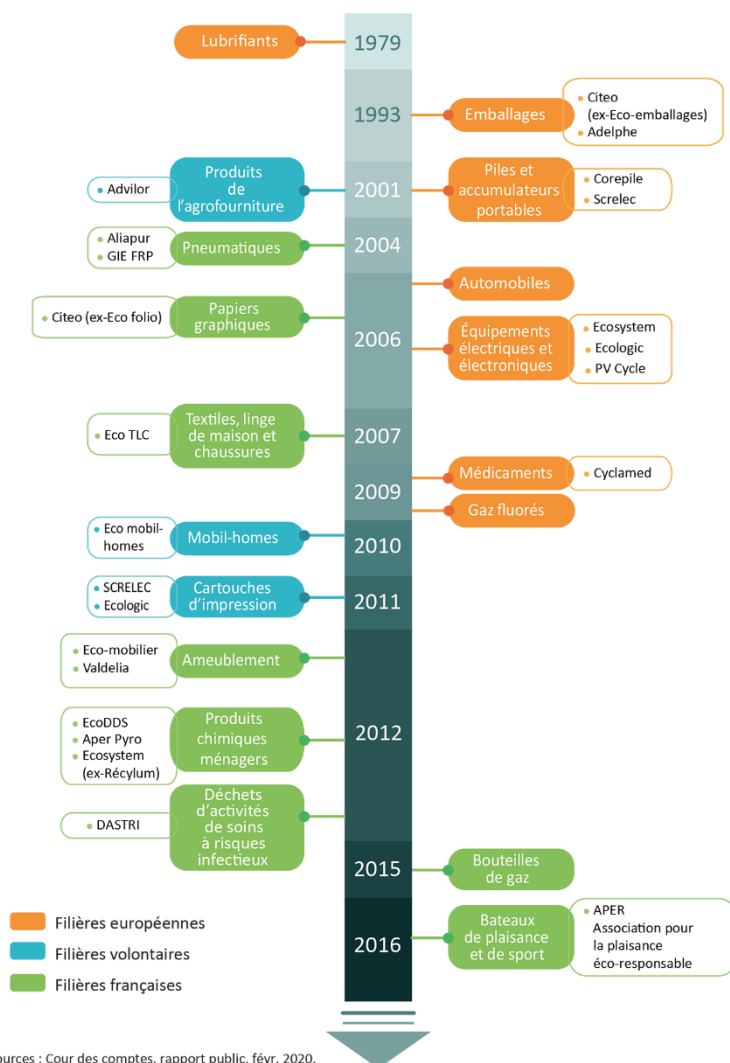 Lubrifiants
1979
1993
Emballages
• Citeo
(ex-Eco-emballages)
• Adelphe
• Advilor
Produits
de
l'agrofourniture
2001
Piles et
accumulateurs
portables
• Corepile
• Screlec
• Aliapur
• GIE FRP
Pneumatiques
2004
Automobiles
• Citeo (ex-Eco folio)
Papiers
graphiques
2006
Équipements
électriques et
électroniques
• Ecosystem
• Ecologic
• PV Cycle
• Eco TLC
Textiles, linge
de maison et
chaussures
2007
2009
Médicaments
• Cyclamed
Gaz fluorés
• Eco mobil-
homes
Mobil-homes
2010
• SCRELEC
• Ecologic
Cartouches
d'impression
2011
• Eco-mobilier
• Valdelia
Ameublement
2012
• EcoDDS
• Aper Pyro
• Ecosystem
(ex-Récylum)
Produits
chimiques
ménagers
• DASTRI
Déchets
d'activités
de soins
à risques
infectieux
2015
Bouteilles
de gaz
2016
Bateaux
de plaisance
et de sport
• APER
Association pour
la plaisance
éco-responsable
Filières européennes
Filières volontaires
Filières françaises
ources : Cour des comptes, rapport public, févr. 2020.